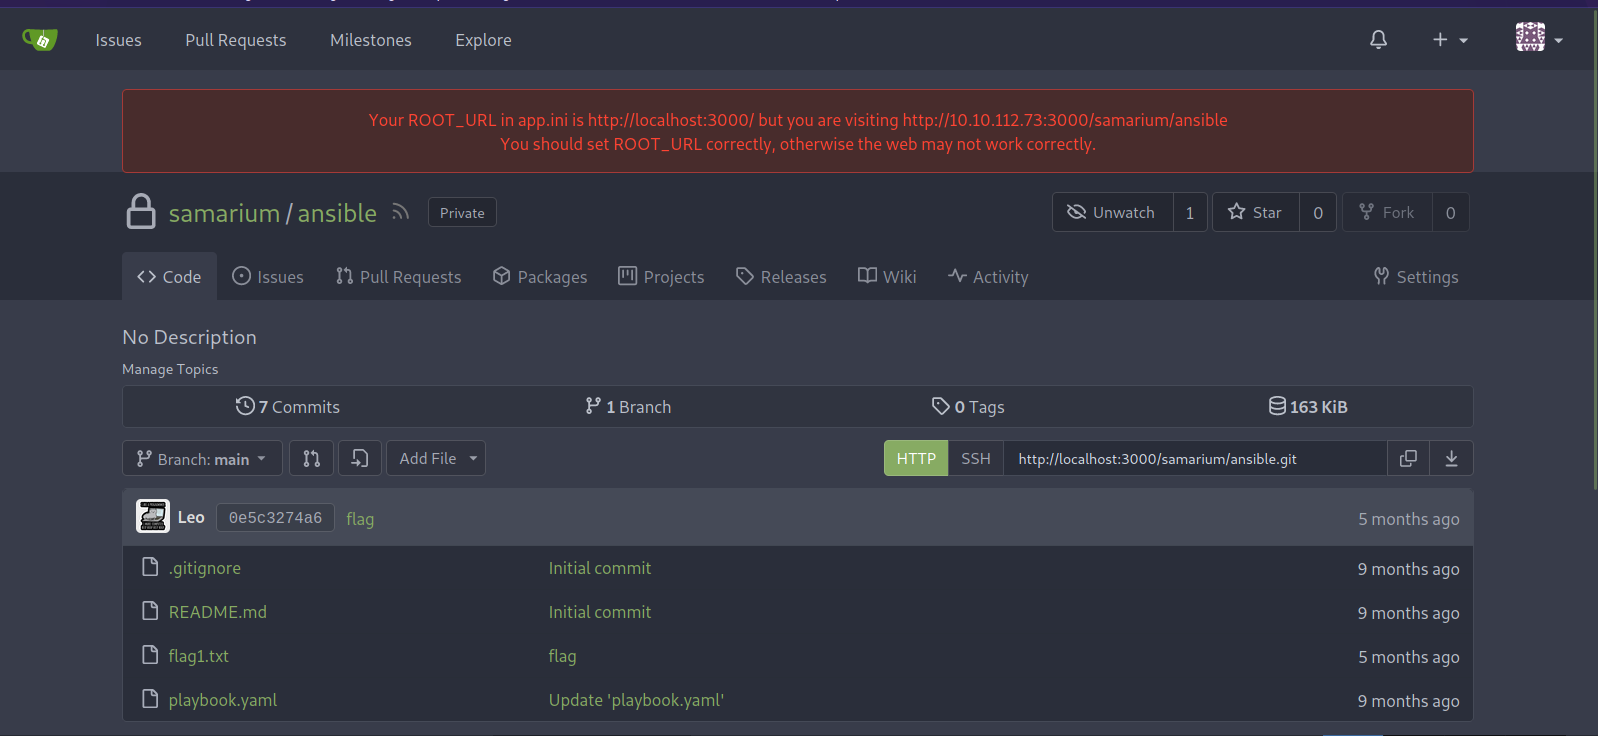 Issues Pull Requests Milestones Explore
Your ROOT_URL in app.ini is http://localhost:3000/ but you are visiting http://10.10.112.73:3000/samarium/ansible
You should set ROOT_URL correctly, otherwise the web may not work correctly.
samarium/ansible Private Unwatch 1 Star 0 Fork 0
Code Issues Pull Requests Packages Projects Releases Wiki Activity Settings
No Description
Manage Topics
7 Commits 1 Branch 0 Tags 163 KiB
Branch: main Add File HTTP SSH http://localhost:3000/samarium/ansible.git
Leo 0e5c3274a6 flag 5 months ago
.gitignore Initial commit 9 months ago
README.md Initial commit 9 months ago
flag1.txt flag 5 months ago
playbook.yaml Update 'playbook.yaml' 9 months ago